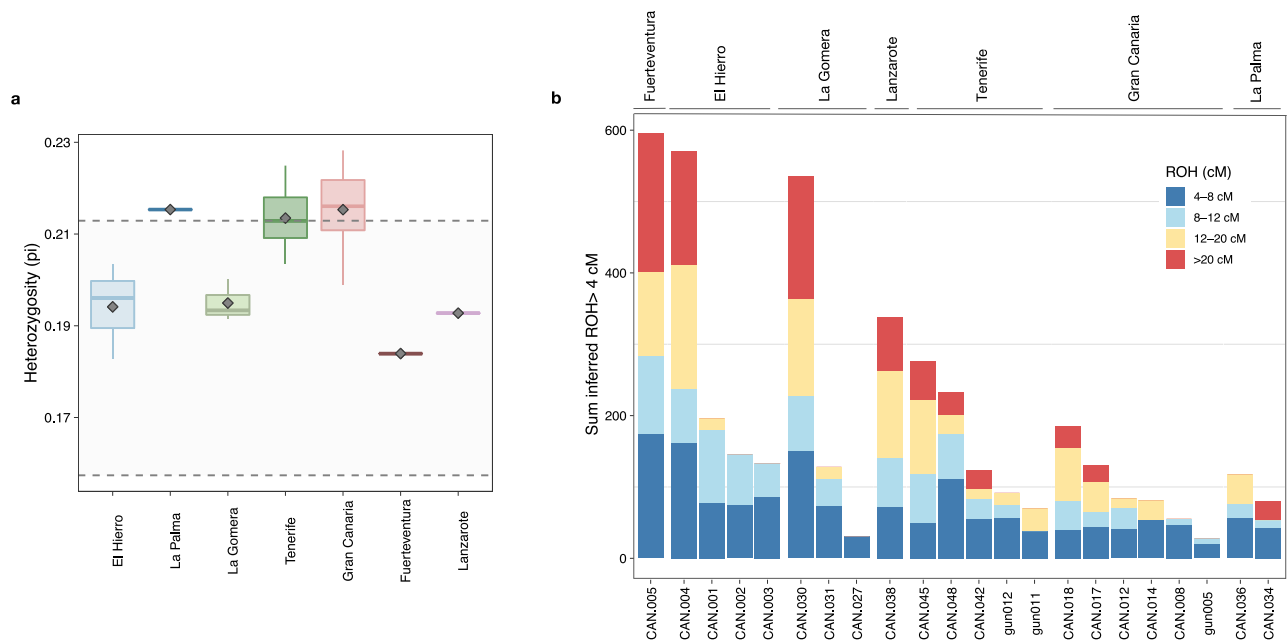 a
0.23
0.21
0.19
0.17
Heterozygosity (pi)
El Hierro
La Palma
La Gomera
Tenerife
Gran Canaria
Fuerteventura
Lanzarote
b
Fuerteventura
El Hierro
La Gomera
Lanzarote
Tenerife
Gran Canaria
La Palma
600
400
200
0
Sum inferred ROH> 4 cM
ROH (cM)
4–8 cM
8–12 cM
12–20 cM
>20 cM
CAN.005
CAN.004
CAN.001
CAN.002
CAN.003
CAN.030
CAN.031
CAN.027
CAN.038
CAN.045
CAN.048
CAN.042
gun012
gun011
CAN.018
CAN.017
CAN.012
CAN.014
CAN.008
gun005
CAN.036
CAN.034